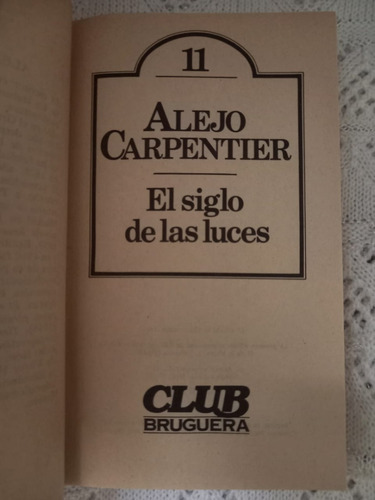 11
ALEJO
CARPENTIER
El siglo
de las luces
CLUB
BRUGUERA